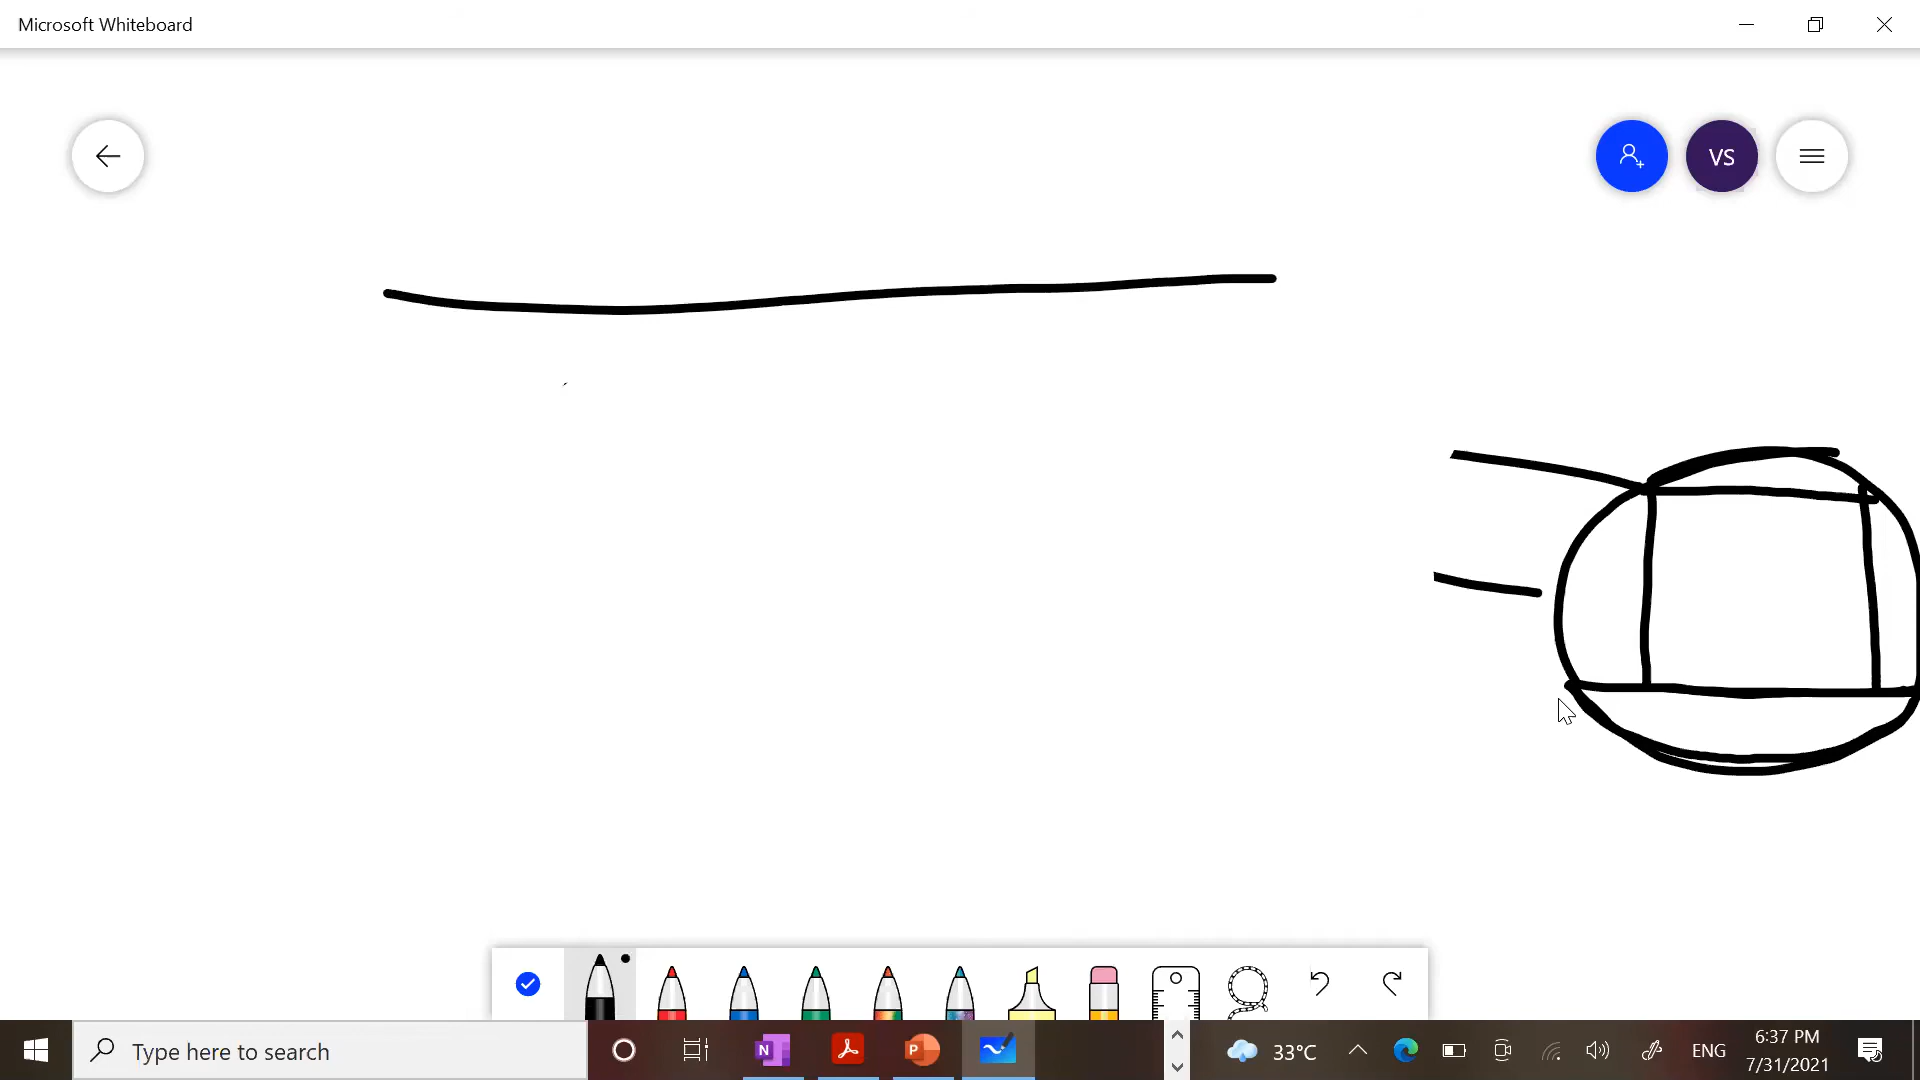 Microsoft Whiteboard
VS
Type here to search
N
P
33°C
ENG
6:37 PM
7/31/2021